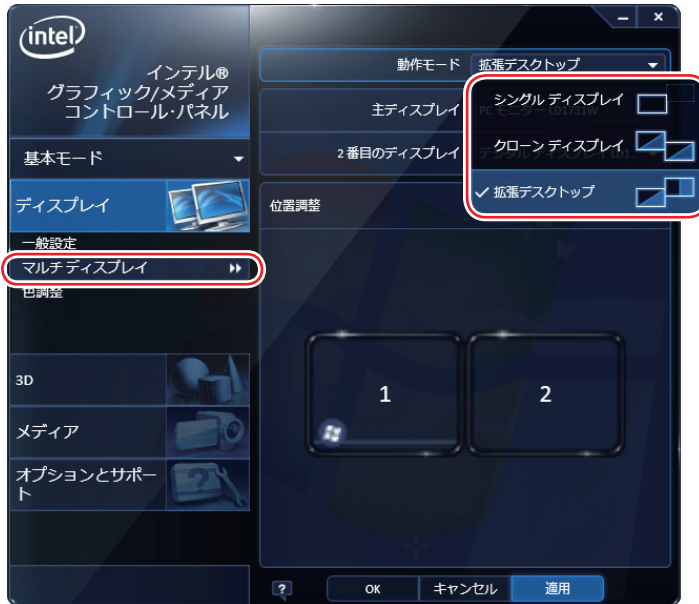 intel
インテル®
グラフィック/メディア
コントロール・パネル
基本モード
ディスプレイ
一般設定
マルチディスプレイ
色調整
3D
メディア
オプションとサポー
ト
動作モード
拡張デスクトップ
主ディスプレイ
PC モニター LD1731W
2番目のディスプレイ
シングル ディスプレイ
クローン ディスプレイ
拡張デスクトップ
位置調整
1
2
?
OK
キャンセル
適用